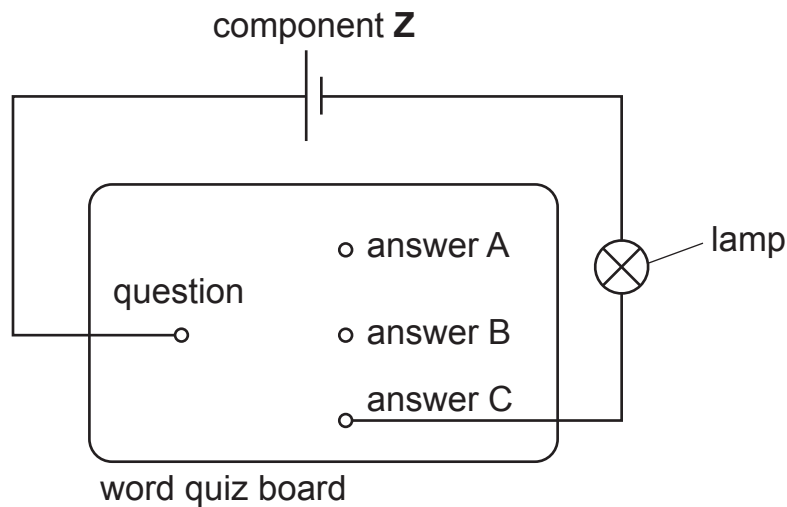 component Z
answer A
lamp
question
answer B
answer C
word quiz board